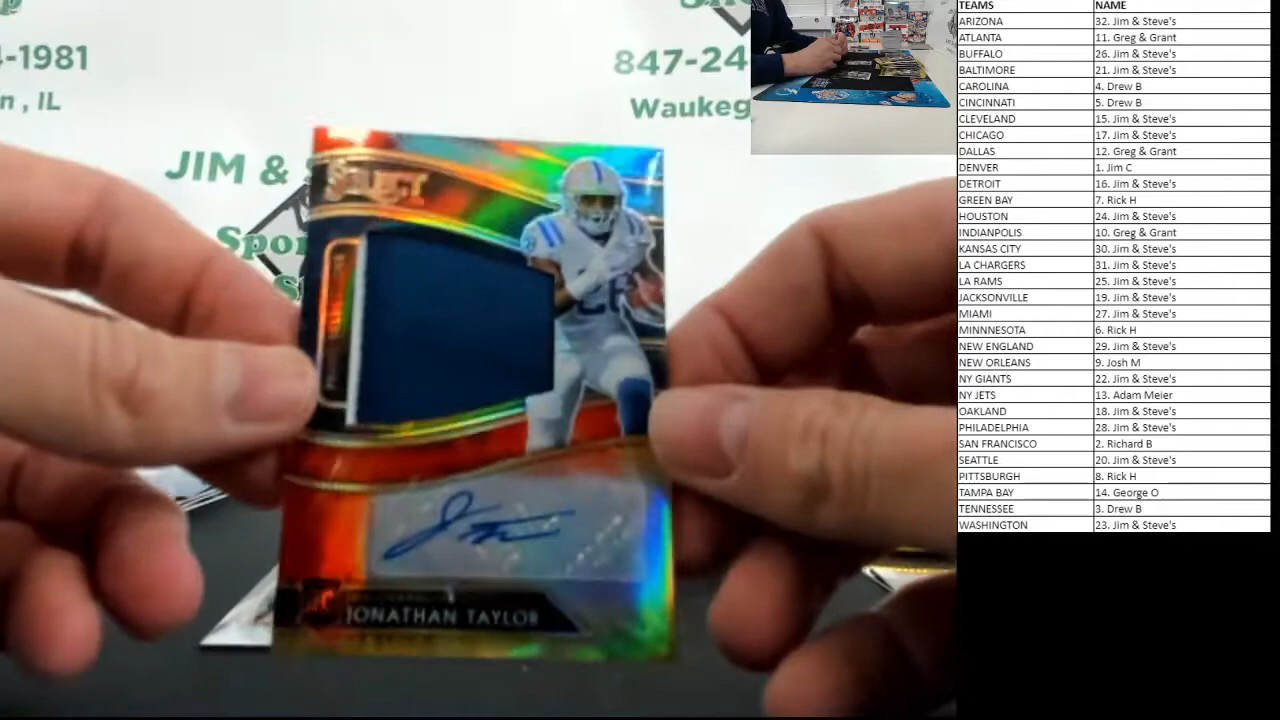 -1981
n , IL
847-24
Waukeg
JIM &
Spor
S
SELECT
28
RC
JONATHAN TAYLOR
TEAMS NAME
ARIZONA 32. Jim & Steve's
ATLANTA 11. Greg & Grant
BUFFALO 26. Jim & Steve's
BALTIMORE 21. Jim & Steve's
CAROLINA 4. Drew B
CINCINNATI 5. Drew B
CLEVELAND 15. Jim & Steve's
CHICAGO 17. Jim & Steve's
DALLAS 12. Greg & Grant
DENVER 1. Jim C
DETROIT 16. Jim & Steve's
GREEN BAY 7. Rick H
HOUSTON 24. Jim & Steve's
INDIANPOLIS 10. Greg & Grant
KANSAS CITY 30. Jim & Steve's
LA CHARGERS 31. Jim & Steve's
LA RAMS 25. Jim & Steve's
JACKSONVILLE 19. Jim & Steve's
MIAMI 27. Jim & Steve's
MINNNESOTA 6. Rick H
NEW ENGLAND 29. Jim & Steve's
NEW ORLEANS 9. Josh M
NY GIANTS 22. Jim & Steve's
NY JETS 13. Adam Meier
OAKLAND 18. Jim & Steve's
PHILADELPHIA 28. Jim & Steve's
SAN FRANCISCO 2. Richard B
SEATTLE 20. Jim & Steve's
PITTSBURGH 8. Rick H
TAMPA BAY 14. George O
TENNESSEE 3. Drew B
WASHINGTON 23. Jim & Steve's